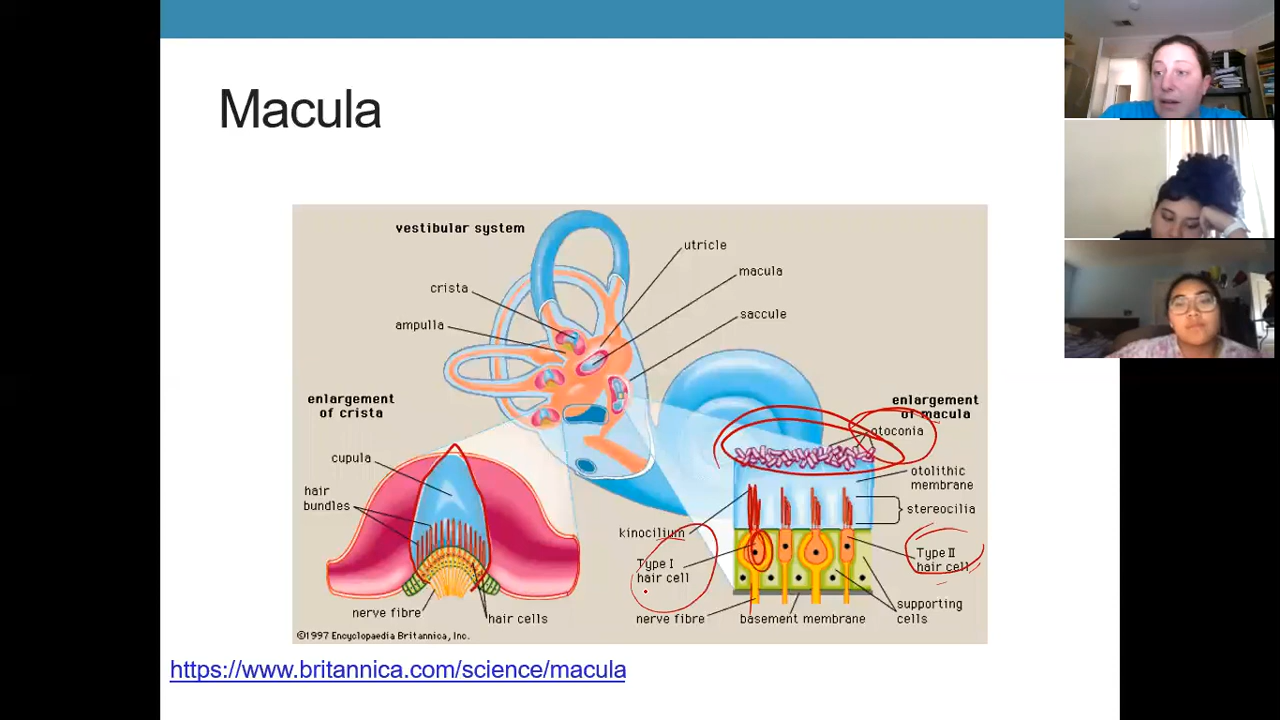 Macula
vestibular system
utricle
macula
crista
saccule
ampulla
enlargement
of crista
enlargement
of macula
otoconia
cupula
otolithic
membrane
hair
bundles
stereocilia
kinocilium
Type I
hair cell
Type II
hair cell
nerve fibre
hair cells
nerve fibre
basement membrane
supporting
cells
©1997 Encyclopaedia Britannica, Inc.
https://www.britannica.com/science/macula